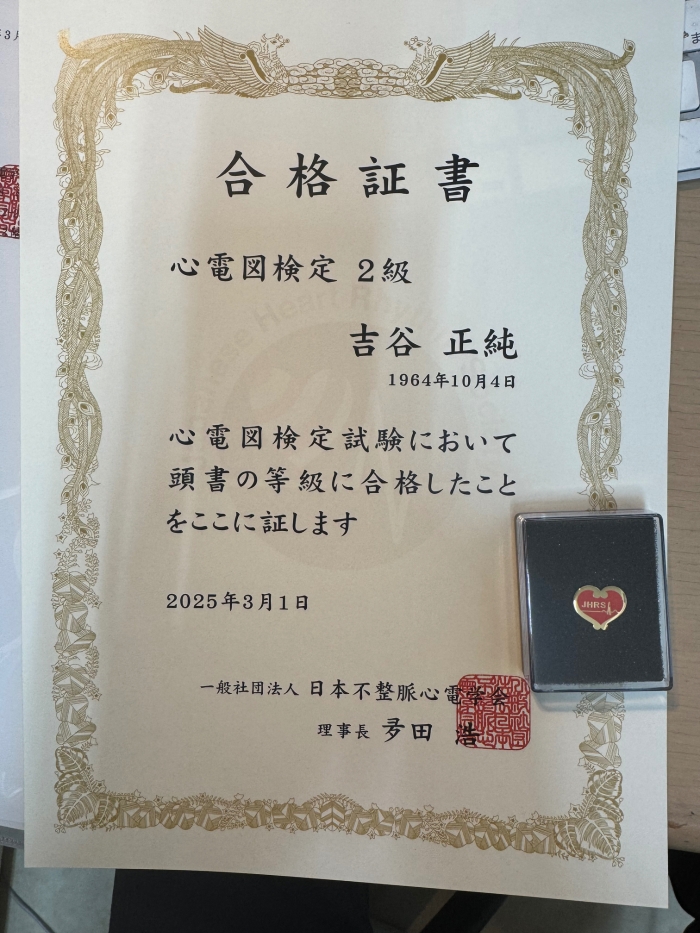 合格証書
心電図検定 2級
吉谷 正純
1964年10月4日
心電図検定試験において
頭書の等級に合格したこと
をここに証します
2025年3月1日
一般社団法人 日本不整脈心電学会
理事長 夛田 浩
JHRS